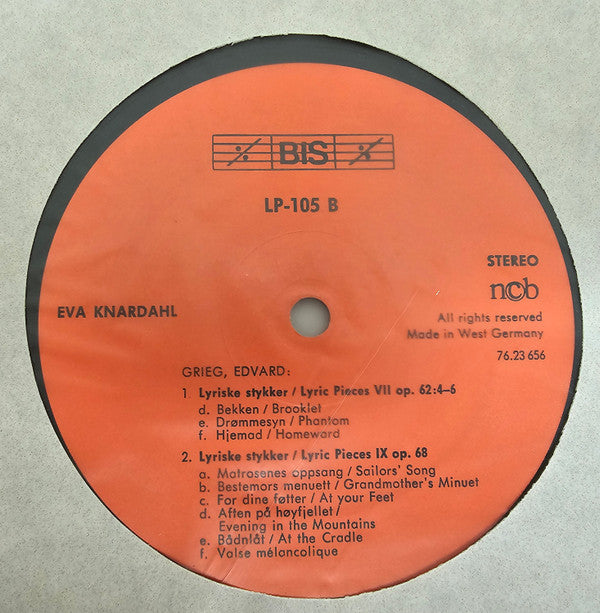 BIS
LP-105 B
STEREO
ncb
EVA KNARDAHL
All rights reserved
Made in West Germany
76.23 656
GRIEG, EDVARD:
1. Lyriske stykker / Lyric Pieces VII op. 62:4-6
d. Bekken / Brooklet
e. Drømmesyn / Phantom
f. Hjemad / Homeward
2. Lyriske stykker / Lyric Pieces IX op. 68
a. Matrosenes oppsang / Sailors' Song
b. Bestemors menuett / Grandmother's Minuet
c. For dine føtter / At your Feet
d. Aften på høyfjellet /
Evening in the Mountains
e. Bådnlåt / At the Cradle
f. Valse mélancolique